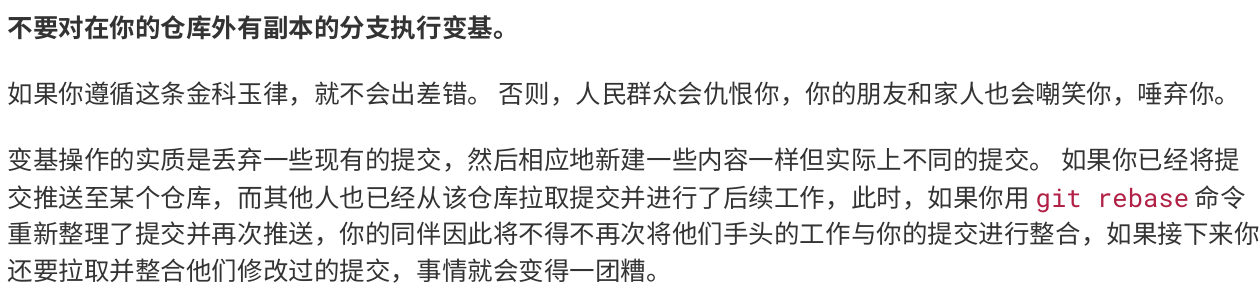 不要对在你的仓库外有副本的分支执行变基。
如果你遵循这条金科玉律，就不会出差错。 否则，人民群众会仇恨你，你的朋友和家人也会嘲笑你，唾弃你。
变基操作的实质是丢弃一些现有的提交，然后相应地新建一些内容一样但实际上不同的提交。 如果你已经将提
交推送至某个仓库，而其他人也已经从该仓库拉取提交并进行了后续工作，此时，如果你用 git rebase 命令
重新整理了提交并再次推送，你的同伴因此将不得不再次将他们手头的工作与你的提交进行整合，如果接下来你
还要拉取并整合他们修改过的提交，事情就会变得一团糟。